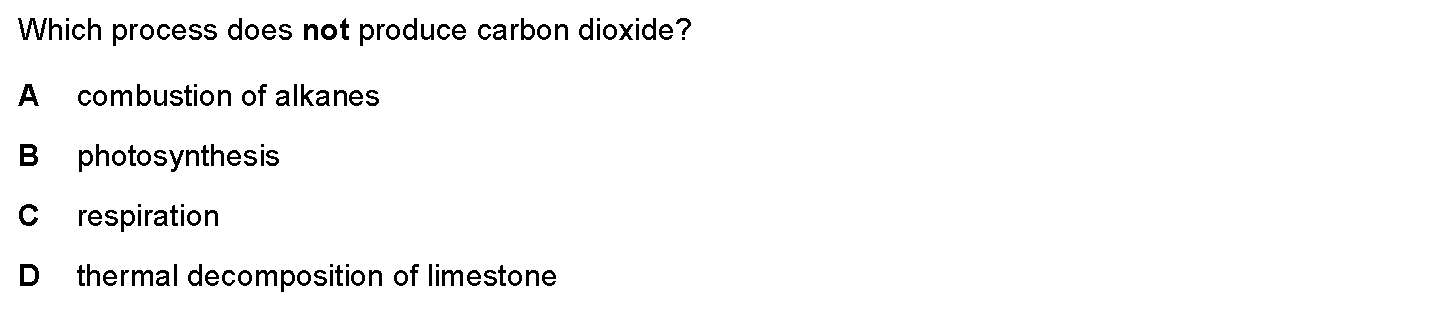 Which process does not produce carbon dioxide?
A combustion of alkanes
B photosynthesis
C respiration
D thermal decomposition of limestone